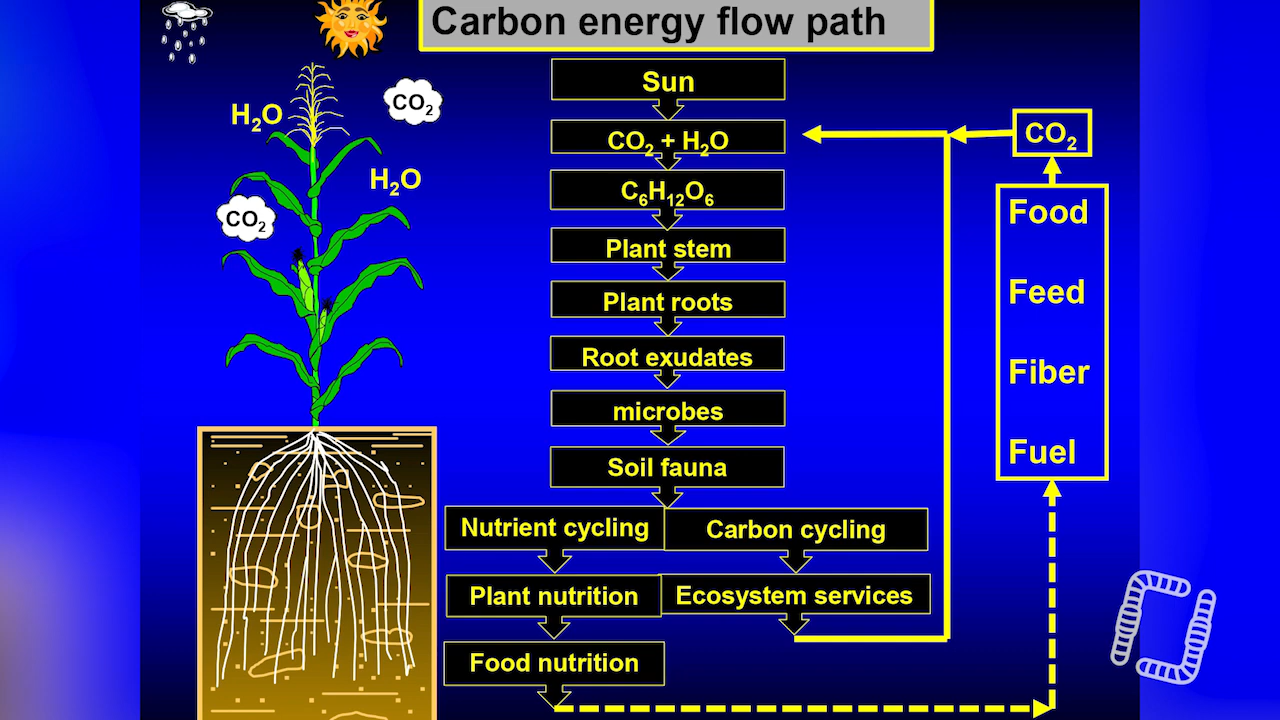 Carbon energy flow path
H₂O
CO₂
H₂O
CO₂
Sun
CO₂ + H₂O
C₆H₁₂O₆
Plant stem
Plant roots
Root exudates
microbes
Soil fauna
Nutrient cycling
Carbon cycling
Plant nutrition
Ecosystem services
Food nutrition
CO₂
Food
Feed
Fiber
Fuel